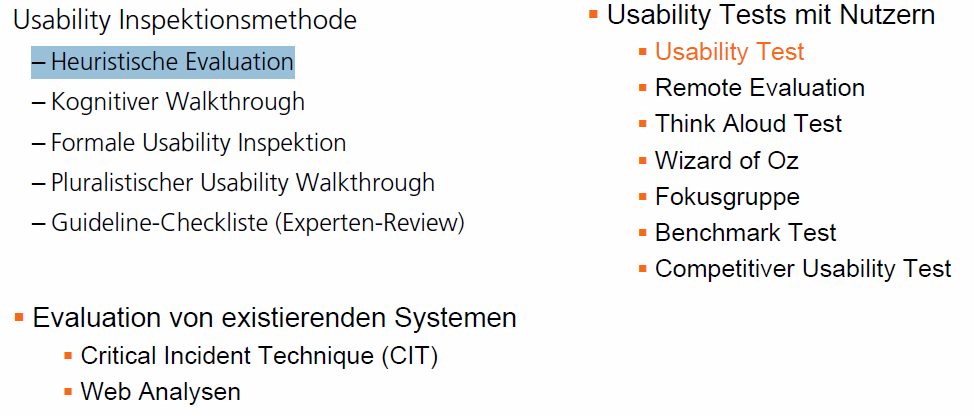 Usability Inspektionsmethode
– Heuristische Evaluation
– Kognitiver Walkthrough
– Formale Usability Inspektion
– Pluralistischer Usability Walkthrough
– Guideline-Checkliste (Experten-Review)
▪ Usability Tests mit Nutzern
▪ Usability Test
▪ Remote Evaluation
▪ Think Aloud Test
▪ Wizard of Oz
▪ Fokusgruppe
▪ Benchmark Test
▪ Competitiver Usability Test
▪ Evaluation von existierenden Systemen
▪ Critical Incident Technique (CIT)
▪ Web Analysen